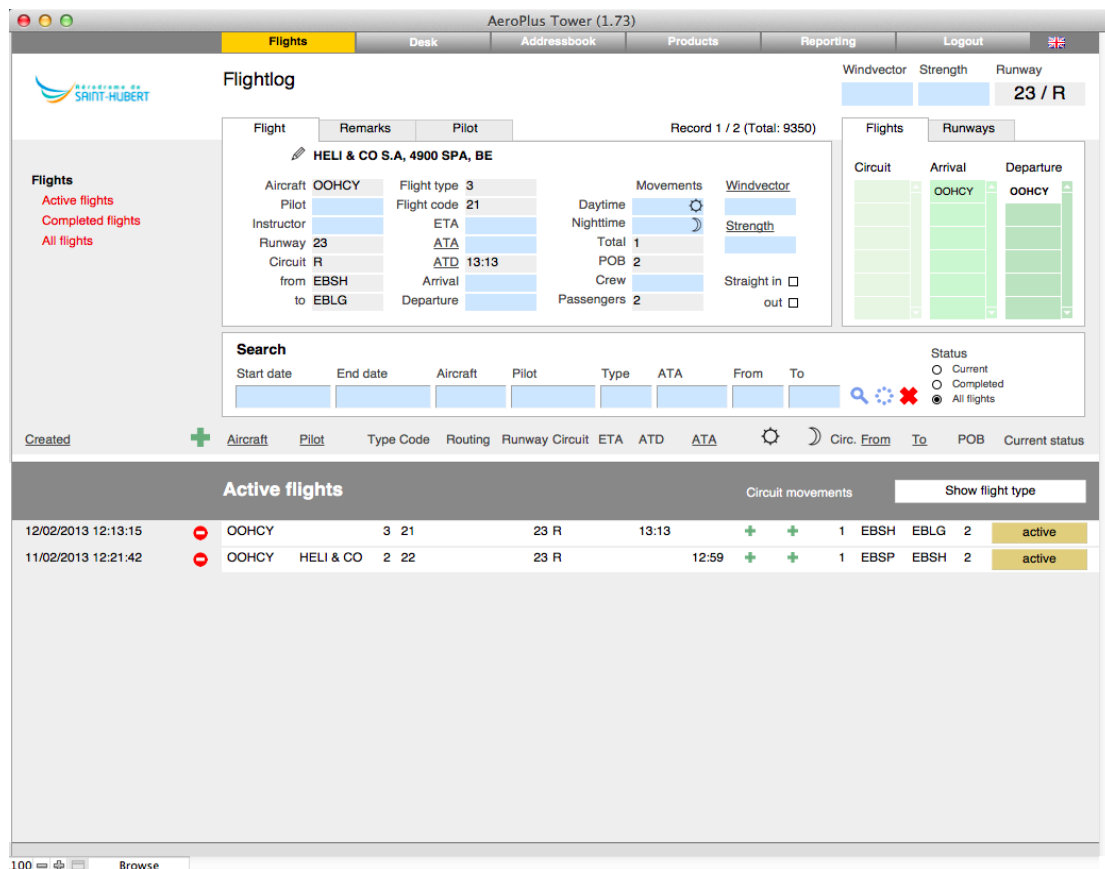 AeroPlus Tower (1.73)
Flights Desk Addressbook Products Reporting Logout
Aérodrome de
SAINT-HUBERT
Flightlog
Windvector Strength Runway
23 / R
Flight Remarks Pilot Record 1 / 2 (Total: 9350)
Flights Runways
HELI & CO S.A, 4900 SPA, BE
Circuit Arrival Departure
OOHCY OOHCY
Flights
Active flights
Completed flights
All flights
Aircraft OOHCY Flight type 3 Movements Windvector
Pilot Flight code 21 Daytime
Instructor ETA Nighttime Strength
Runway 23 ATA Total 1
Circuit R ATD 13:13 POB 2
from EBSH Arrival Crew Straight in
to EBLG Departure Passengers 2 out
Search
Start date End date Aircraft Pilot Type ATA From To
Status
Current
Completed
All flights
Created Aircraft Pilot Type Code Routing Runway Circuit ETA ATD ATA Circ. From To POB Current status
Active flights Circuit movements Show flight type
12/02/2013 12:13:15 OOHCY 3 21 23 R 13:13 1 EBSH EBLG 2 active
11/02/2013 12:21:42 OOHCY HELI & CO 2 22 23 R 12:59 1 EBSP EBSH 2 active
100 Browse